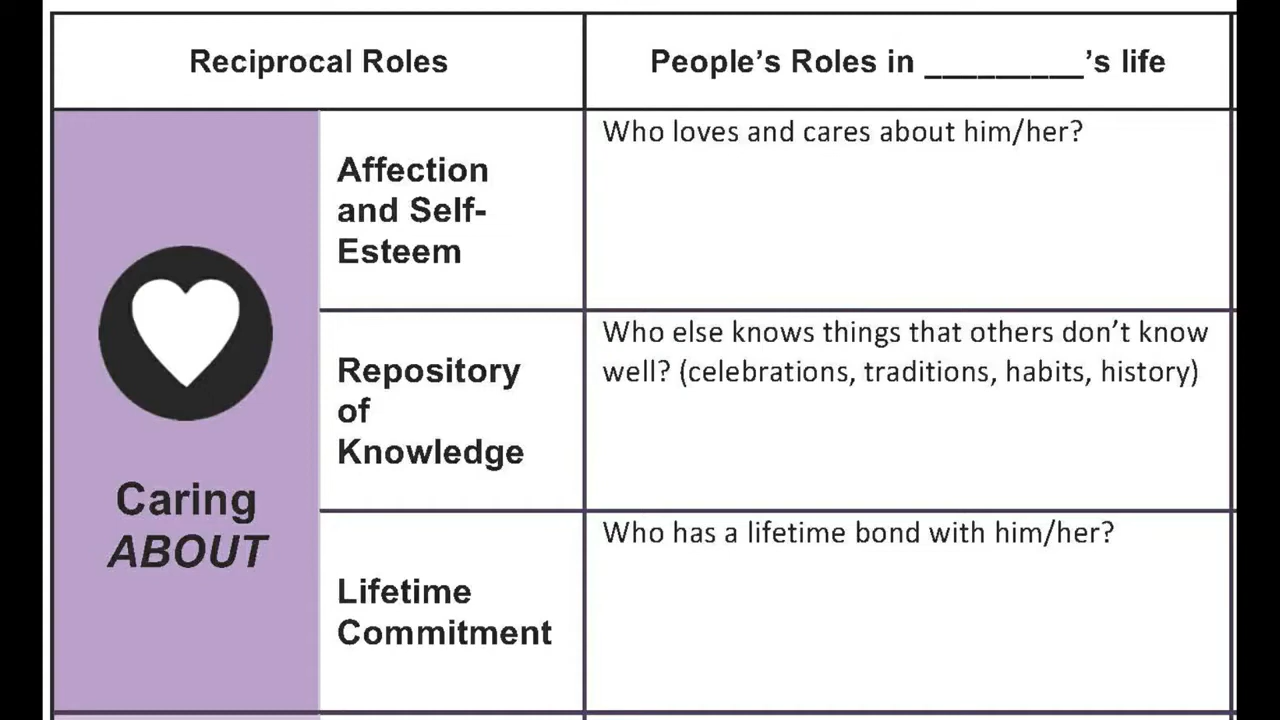 Reciprocal Roles
People's Roles in _________'s life
Caring
ABOUT
Affection
and Self-
Esteem
Who loves and cares about him/her?
Repository
of
Knowledge
Who else knows things that others don't know
well? (celebrations, traditions, habits, history)
Lifetime
Commitment
Who has a lifetime bond with him/her?